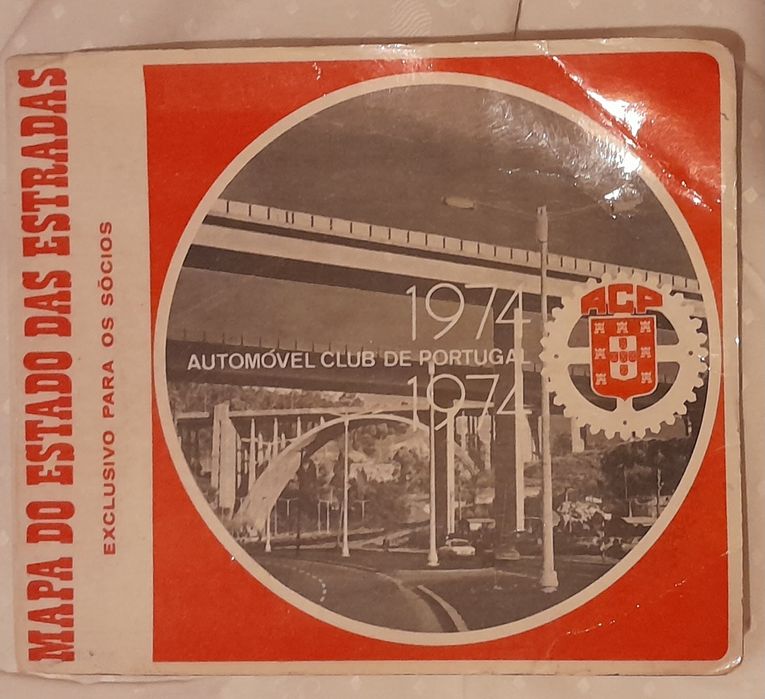 MAPA DO ESTADO DAS ESTRADAS
EXCLUSIVO PARA OS SÓCIOS
1974
AUTOMÓVEL CLUB DE PORTUGAL
1974
ACP